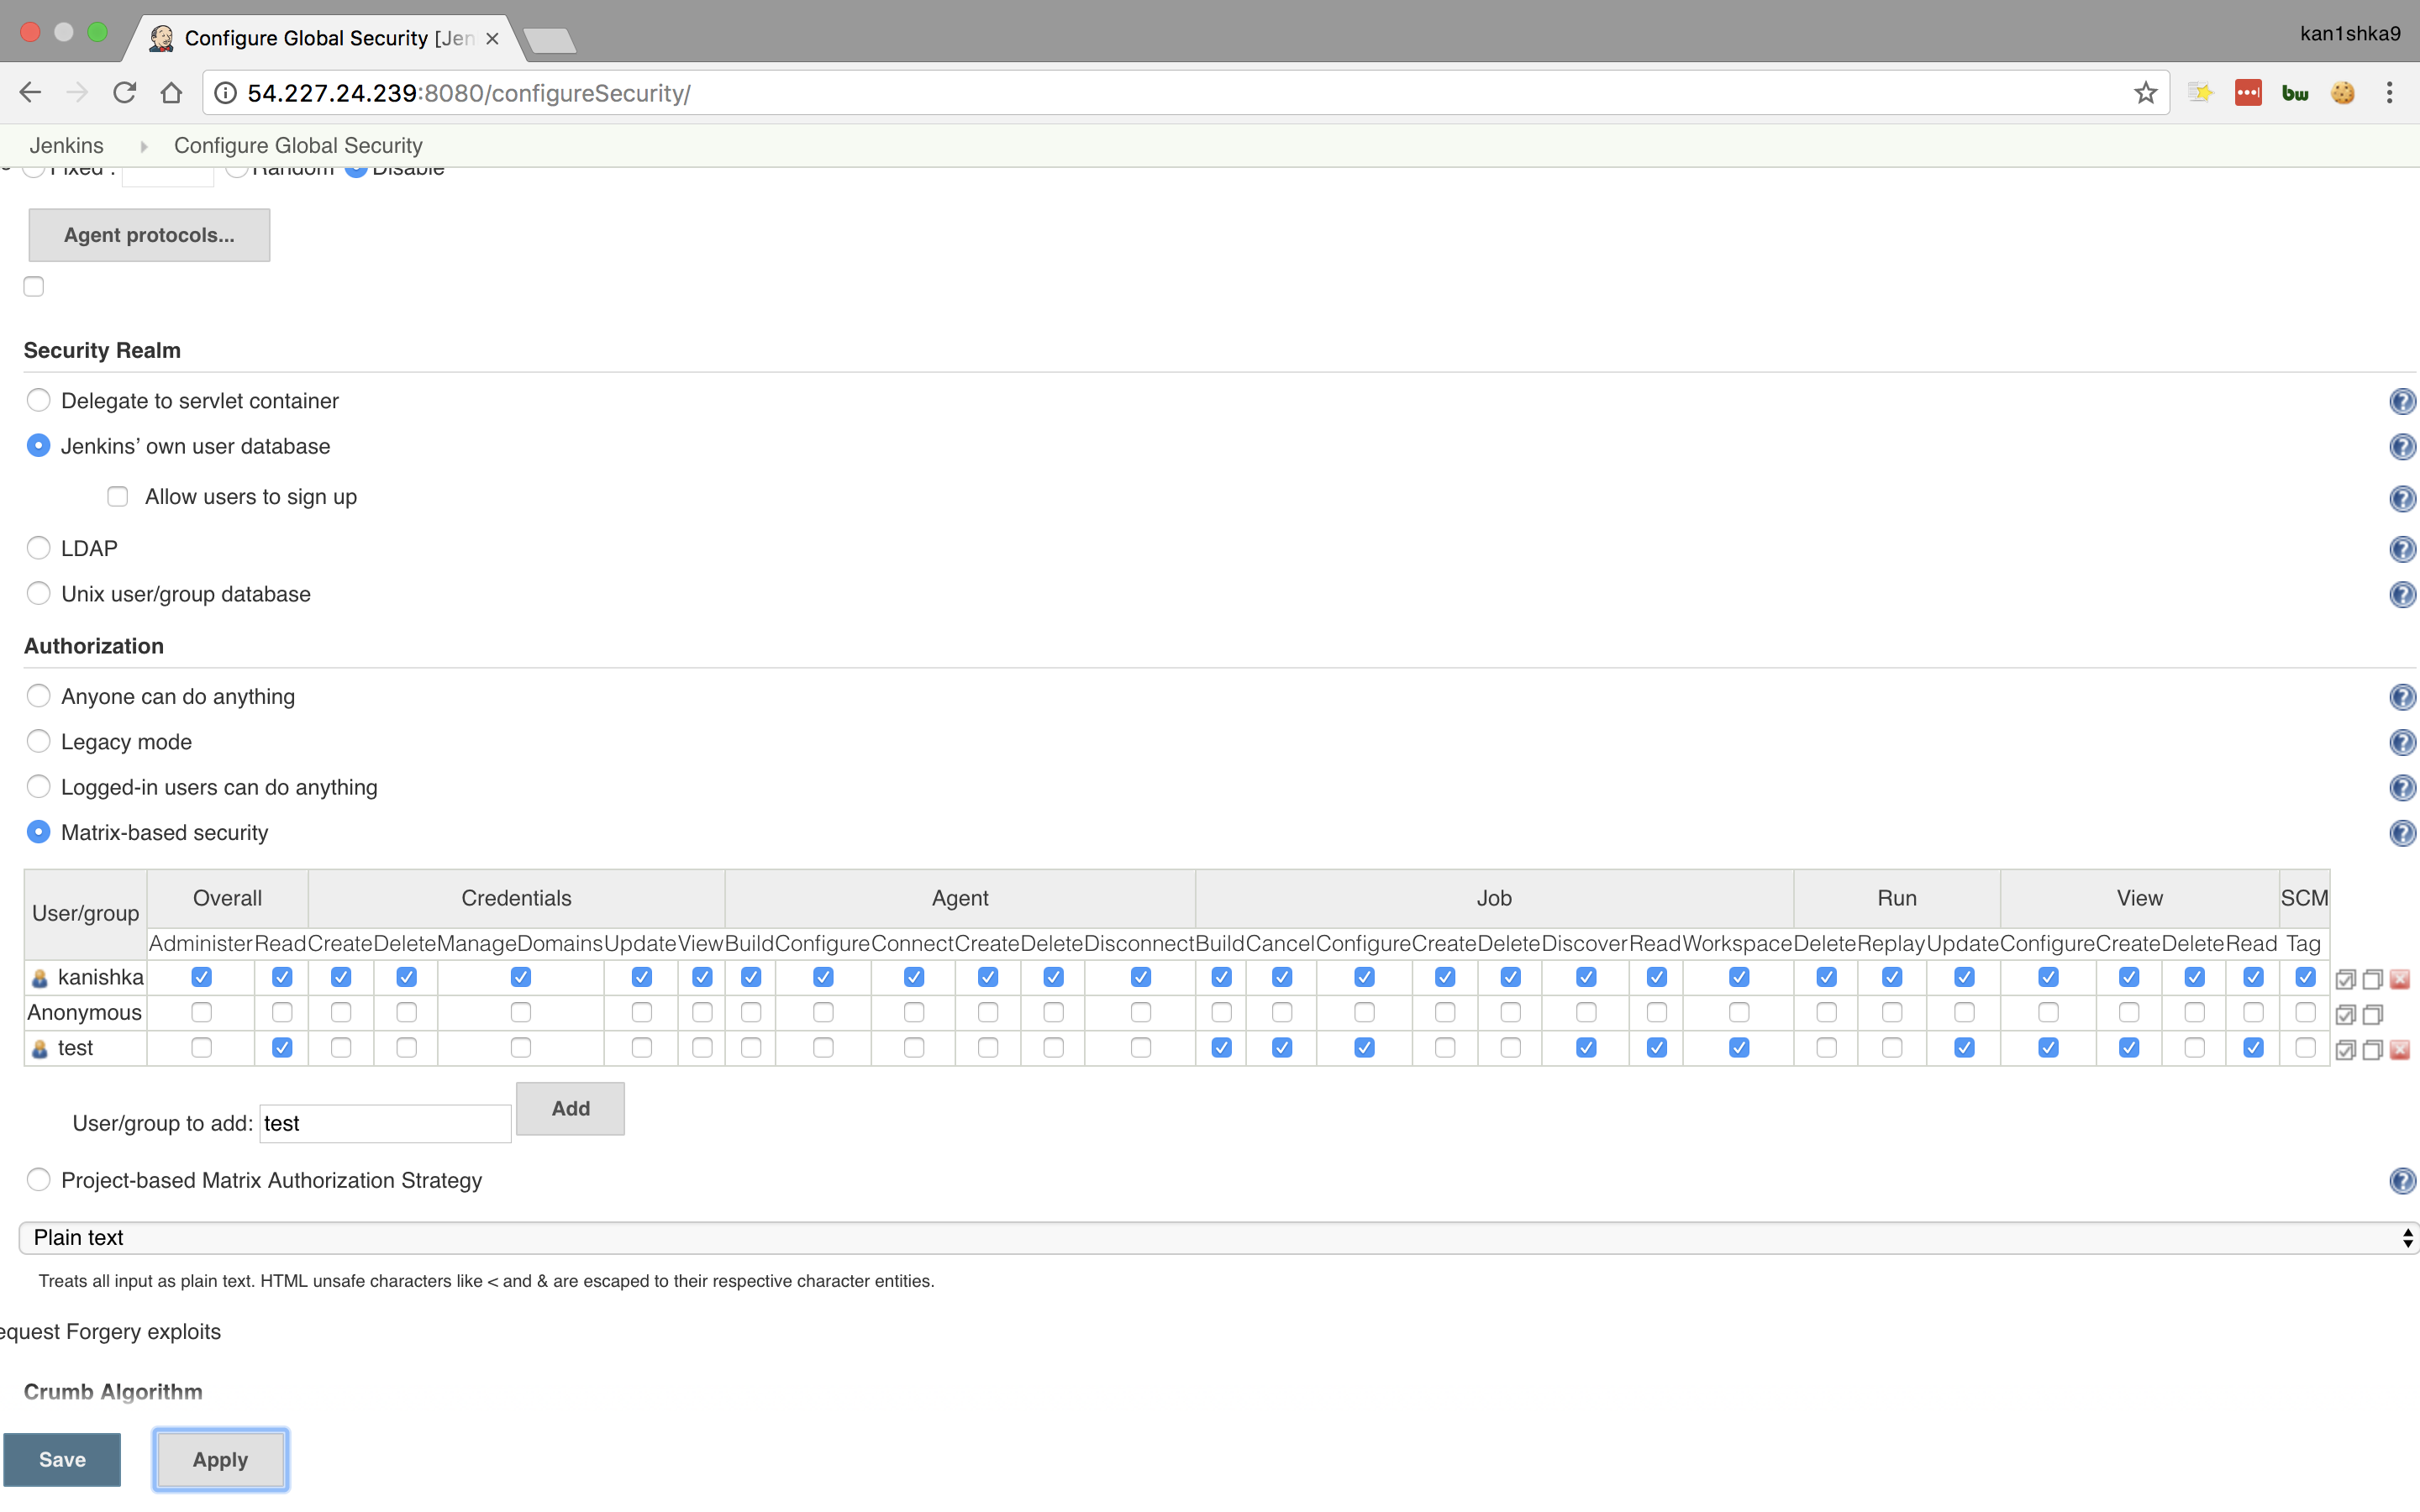 Configure Global Security [Jen
kan1shka9
54.227.24.239:8080/configureSecurity/
bw
Jenkins Configure Global Security
Fixed : Random Disable
Agent protocols...
Security Realm
Delegate to servlet container
Jenkins’ own user database
Allow users to sign up
LDAP
Unix user/group database
Authorization
Anyone can do anything
Legacy mode
Logged-in users can do anything
Matrix-based security
User/group Overall Credentials Agent Job Run View SCM
Administer Read Create Delete ManageDomains Update View Build Configure Connect Create Delete Disconnect Build Cancel Configure Create Delete Discover Read Workspace Delete Replay Update Configure Create Delete Read Tag
kanishka
Anonymous
test
User/group to add: test Add
Project-based Matrix Authorization Strategy
Plain text
Treats all input as plain text. HTML unsafe characters like < and & are escaped to their respective character entities.
equest Forgery exploits
Crumb Algorithm
Save Apply